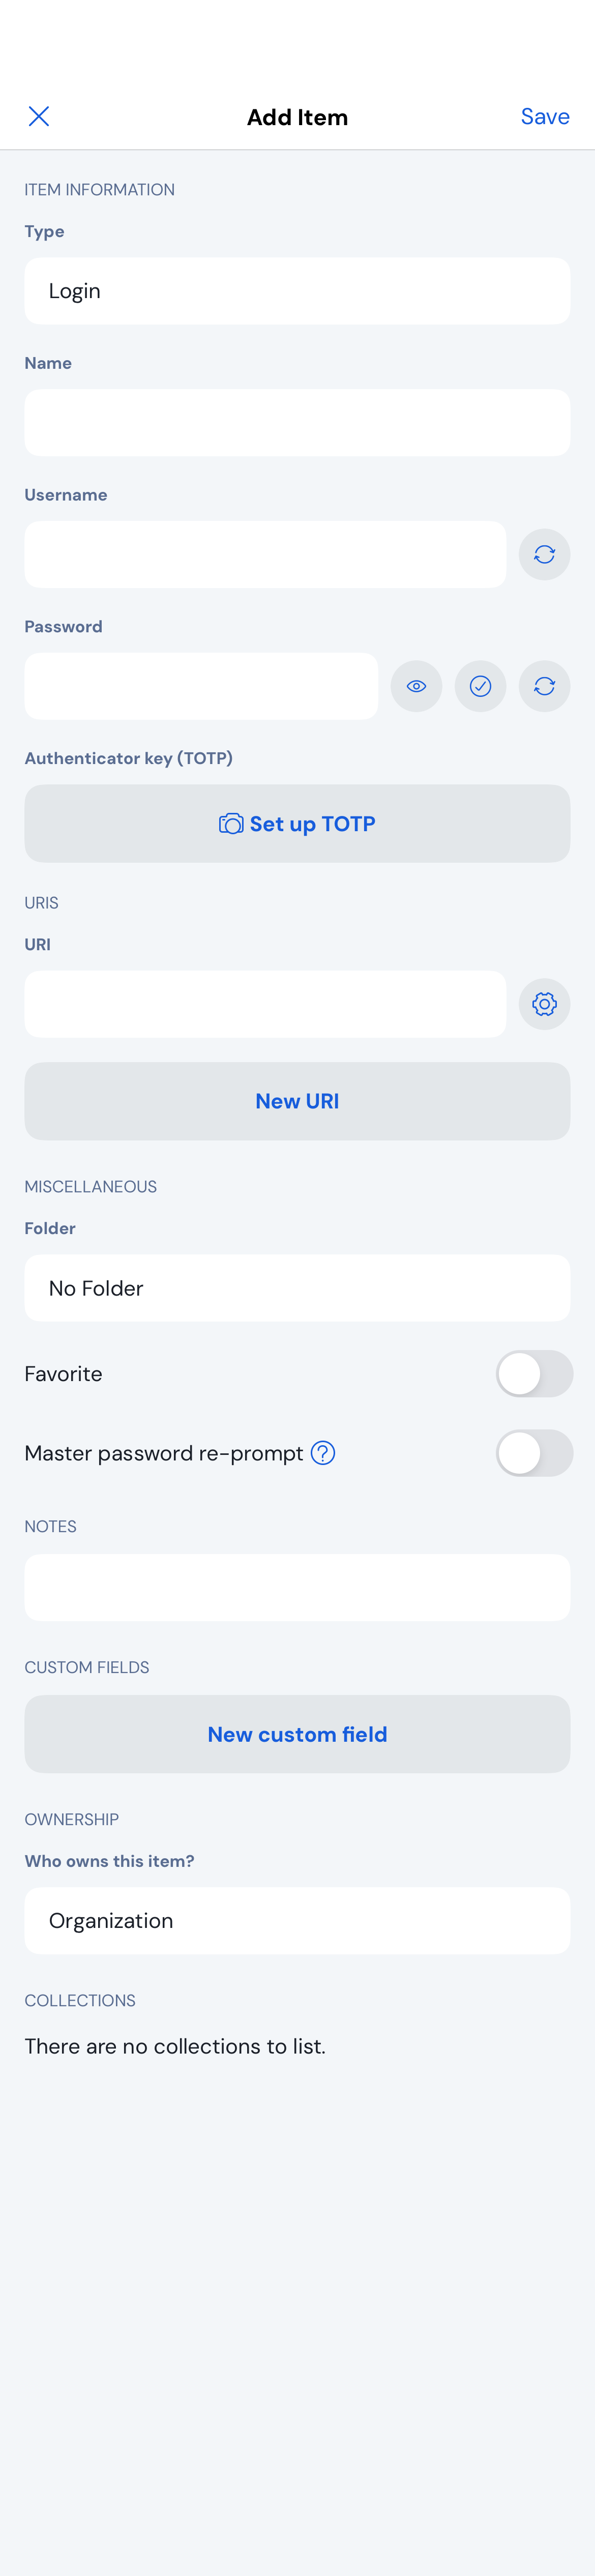 Add Item
Save
ITEM INFORMATION
Type
Login
Name
Username
Password
Authenticator key (TOTP)
Set up TOTP
URIS
URI
New URI
MISCELLANEOUS
Folder
No Folder
Favorite
Master password re-prompt
NOTES
CUSTOM FIELDS
New custom field
OWNERSHIP
Who owns this item?
Organization
COLLECTIONS
There are no collections to list.